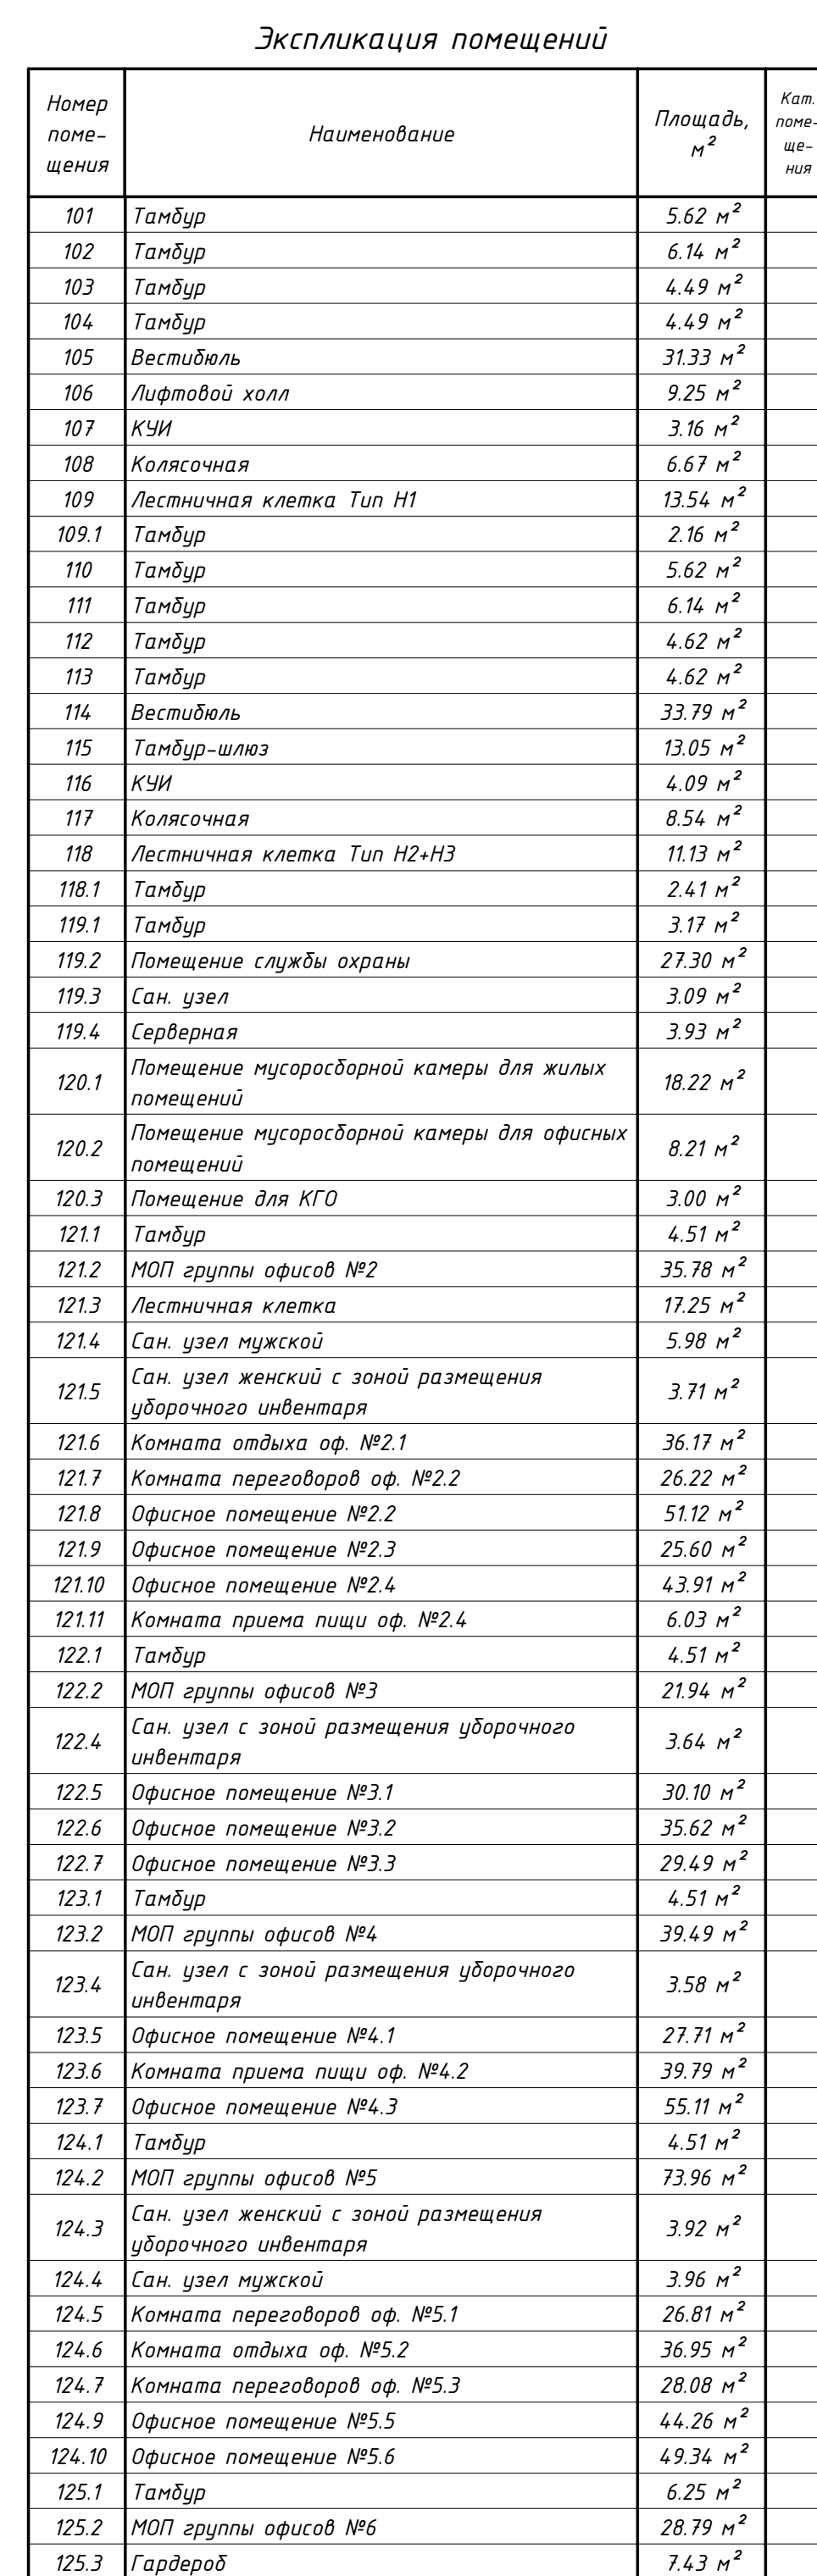 Экспликация помещений
Номер поме-щения Наименование Площадь, м² Кат. поме-ще-ния
101 Тамбур 5.62 м²
102 Тамбур 6.14 м²
103 Тамбур 4.49 м²
104 Тамбур 4.49 м²
105 Вестибюль 31.33 м²
106 Лифтовой холл 9.25 м²
107 КУИ 3.16 м²
108 Колясочная 6.67 м²
109 Лестничная клетка Тип Н1 13.54 м²
109.1 Тамбур 2.16 м²
110 Тамбур 5.62 м²
111 Тамбур 6.14 м²
112 Тамбур 4.62 м²
113 Тамбур 4.62 м²
114 Вестибюль 33.79 м²
115 Тамбур-шлюз 13.05 м²
116 КУИ 4.09 м²
117 Колясочная 8.54 м²
118 Лестничная клетка Тип Н2+Н3 11.13 м²
118.1 Тамбур 2.41 м²
119.1 Тамбур 3.17 м²
119.2 Помещение службы охраны 27.30 м²
119.3 Сан. узел 3.09 м²
119.4 Серверная 3.93 м²
120.1 Помещение мусоросборной камеры для жилых
помещений 18.22 м²
120.2 Помещение мусоросборной камеры для офисных
помещений 8.21 м²
120.3 Помещение для КГО 3.00 м²
121.1 Тамбур 4.51 м²
121.2 МОП группы офисов №2 35.78 м²
121.3 Лестничная клетка 17.25 м²
121.4 Сан. узел мужской 5.98 м²
121.5 Сан. узел женский с зоной размещения
уборочного инвентаря 3.71 м²
121.6 Комната отдыха оф. №2.1 36.17 м²
121.7 Комната переговоров оф. №2.2 26.22 м²
121.8 Офисное помещение №2.2 51.12 м²
121.9 Офисное помещение №2.3 25.60 м²
121.10 Офисное помещение №2.4 43.91 м²
121.11 Комната приема пищи оф. №2.4 6.03 м²
122.1 Тамбур 4.51 м²
122.2 МОП группы офисов №3 21.94 м²
122.4 Сан. узел с зоной размещения уборочного
инвентаря 3.64 м²
122.5 Офисное помещение №3.1 30.10 м²
122.6 Офисное помещение №3.2 35.62 м²
122.7 Офисное помещение №3.3 29.49 м²
123.1 Тамбур 4.51 м²
123.2 МОП группы офисов №4 39.49 м²
123.4 Сан. узел с зоной размещения уборочного
инвентаря 3.58 м²
123.5 Офисное помещение №4.1 27.71 м²
123.6 Комната приема пищи оф. №4.2 39.79 м²
123.7 Офисное помещение №4.3 55.11 м²
124.1 Тамбур 4.51 м²
124.2 МОП группы офисов №5 73.96 м²
124.3 Сан. узел женский с зоной размещения
уборочного инвентаря 3.92 м²
124.4 Сан. узел мужской 3.96 м²
124.5 Комната переговоров оф. №5.1 26.81 м²
124.6 Комната отдыха оф. №5.2 36.95 м²
124.7 Комната переговоров оф. №5.3 28.08 м²
124.9 Офисное помещение №5.5 44.26 м²
124.10 Офисное помещение №5.6 49.34 м²
125.1 Тамбур 6.25 м²
125.2 МОП группы офисов №6 28.79 м²
125.3 Гардероб 7.43 м²